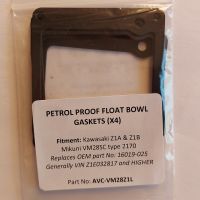 PETROL PROOF FLOAT BOWL
GASKETS (X4)
Fitment: Kawasaki Z1A & Z1B
Mikuni VM28SC type 2170
Replaces OEM part No. 16019-025
Generally VIN Z1E032817 and HIGHER
Part No: AVC-VM28Z1L